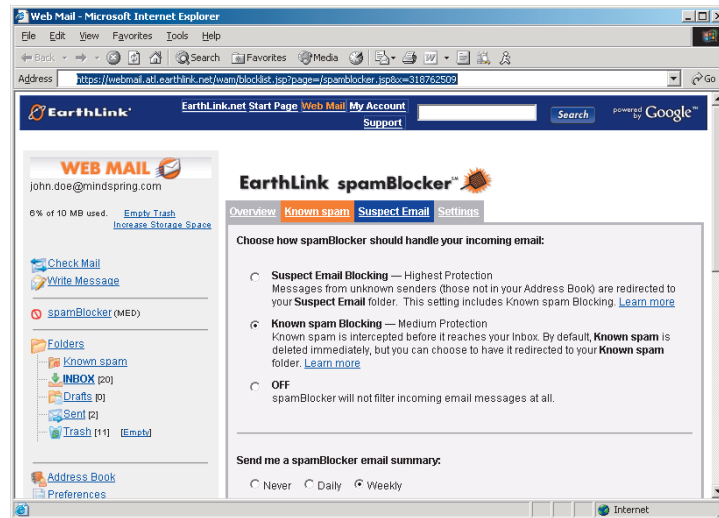 Web Mail - Microsoft Internet Explorer
File Edit View Favorites Tools Help
Back Search Favorites Media
Address https://webmail.atl.earthlink.net/wam/blocklist.jsp?page=/spamblocker.jsp&x=318762509 Go
EarthLink EarthLink.net Start Page Web Mail My Account Search powered by Google™
Support
WEB MAIL
john.doe@mindspring.com
EarthLink spamBlocker℠
6% of 10 MB used. Empty Trash
Increase Storage Space
Overview Known spam Suspect Email Settings
Choose how spamBlocker should handle your incoming email:
Check Mail
Write Message
spamBlocker (MED)
Folders
Known spam
INBOX [20]
Drafts [0]
Sent [2]
Trash [11] [Empty]
Address Book
Preferences
Suspect Email Blocking — Highest Protection
Messages from unknown senders (those not in your Address Book) are redirected
to your Suspect Email folder. This setting includes Known spam Blocking. Learn more
Known spam Blocking — Medium Protection
Known spam is intercepted before it reaches your Inbox. By default, Known spam is
deleted immediately, but you can choose to have it redirected to your Known spam
folder. Learn more
OFF
spamBlocker will not filter incoming email messages at all.
Send me a spamBlocker email summary:
Never Daily Weekly
Internet